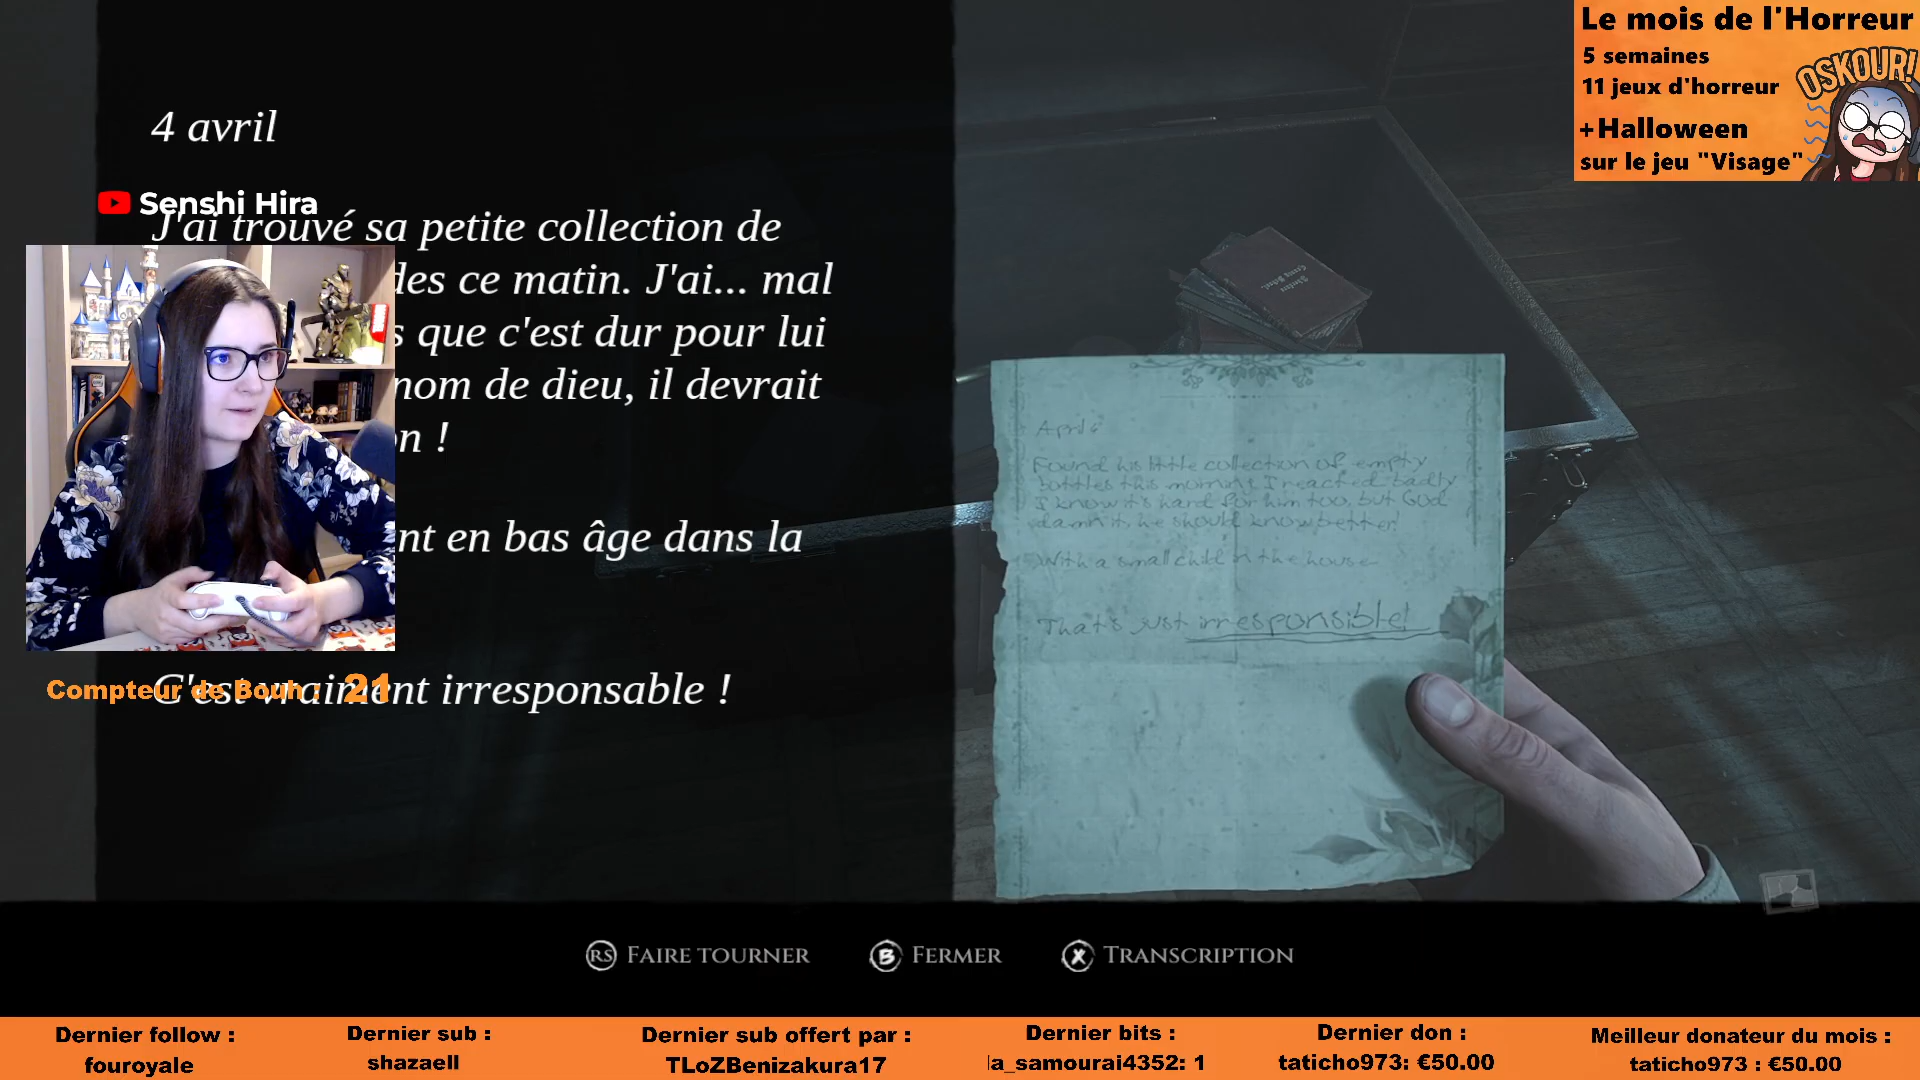 Le mois de l'Horreur
5 semaines
11 jeux d'horreur
OSKOUR!
+Halloween
sur le jeu "Visage"
4 avril
Senshi Hira
J'ai trouvé sa petite collection de
des ce matin. J'ai... mal
s que c'est dur pour lui
nom de dieu, il devrait
on !
nt en bas âge dans la
C'est vraiment irresponsable !
Compteur de Bouh : 21
April
Found his little collection of empty
bottles this morning. I reacted badly
I know it's hard for him too, but God
damn it, he should know better!
With a small child in the house
That's just irresponsible!
RS FAIRE TOURNER
B FERMER
X TRANSCRIPTION
Dernier follow :
fouroyale
Dernier sub :
shazaell
Dernier sub offert par :
TLoZBenizakura17
Dernier bits :
la_samourai4352: 1
Dernier don :
taticho973: €50.00
Meilleur donateur du mois :
taticho973 : €50.00